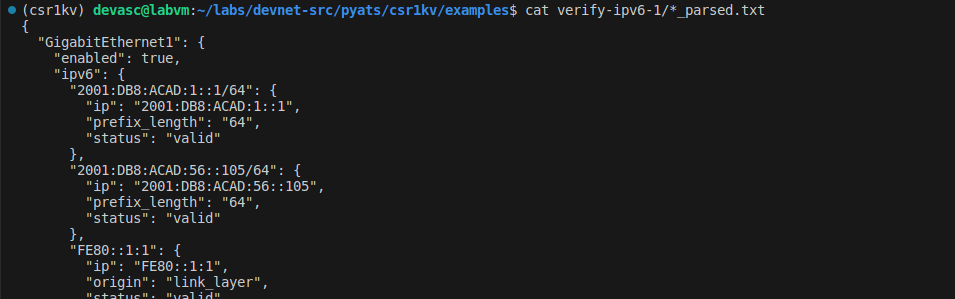 (csr1kv) devasc@labvm:~/labs/devnet-src/pyats/csr1kv/examples$ cat verify-ipv6-1/*_parsed.txt
{
  "GigabitEthernet1": {
    "enabled": true,
    "ipv6": {
      "2001:DB8:ACAD:1::1/64": {
        "ip": "2001:DB8:ACAD:1::1",
        "prefix_length": "64",
        "status": "valid"
      },
      "2001:DB8:ACAD:56::105/64": {
        "ip": "2001:DB8:ACAD:56::105",
        "prefix_length": "64",
        "status": "valid"
      },
      "FE80::1:1": {
        "ip": "FE80::1:1",
        "origin": "link_layer",
        "status": "valid"